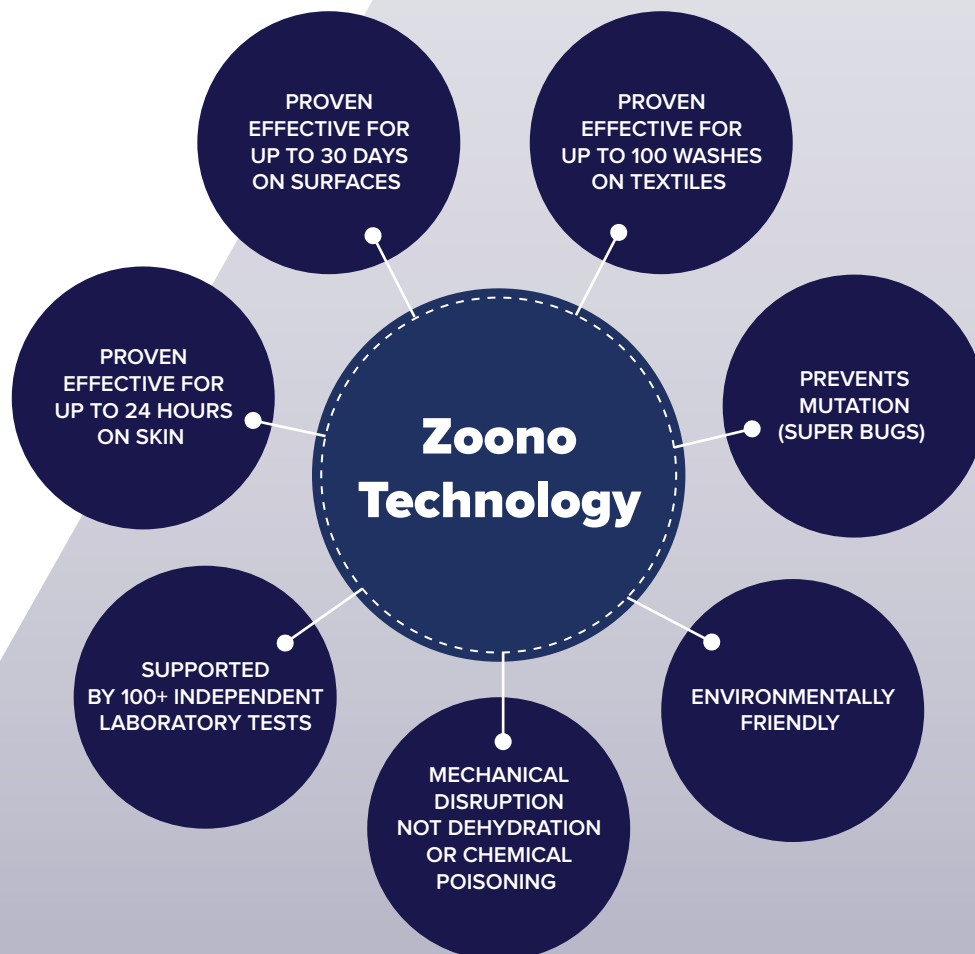 PROVEN
EFFECTIVE FOR
UP TO 30 DAYS
ON SURFACES
PROVEN
EFFECTIVE FOR
UP TO 100 WASHES
ON TEXTILES
PROVEN
EFFECTIVE FOR
UP TO 24 HOURS
ON SKIN
Zoono
Technology
PREVENTS
MUTATION
(SUPER BUGS)
SUPPORTED
BY 100+ INDEPENDENT
LABORATORY TESTS
MECHANICAL
DISRUPTION
NOT DEHYDRATION
OR CHEMICAL
POISONING
ENVIRONMENTALLY
FRIENDLY